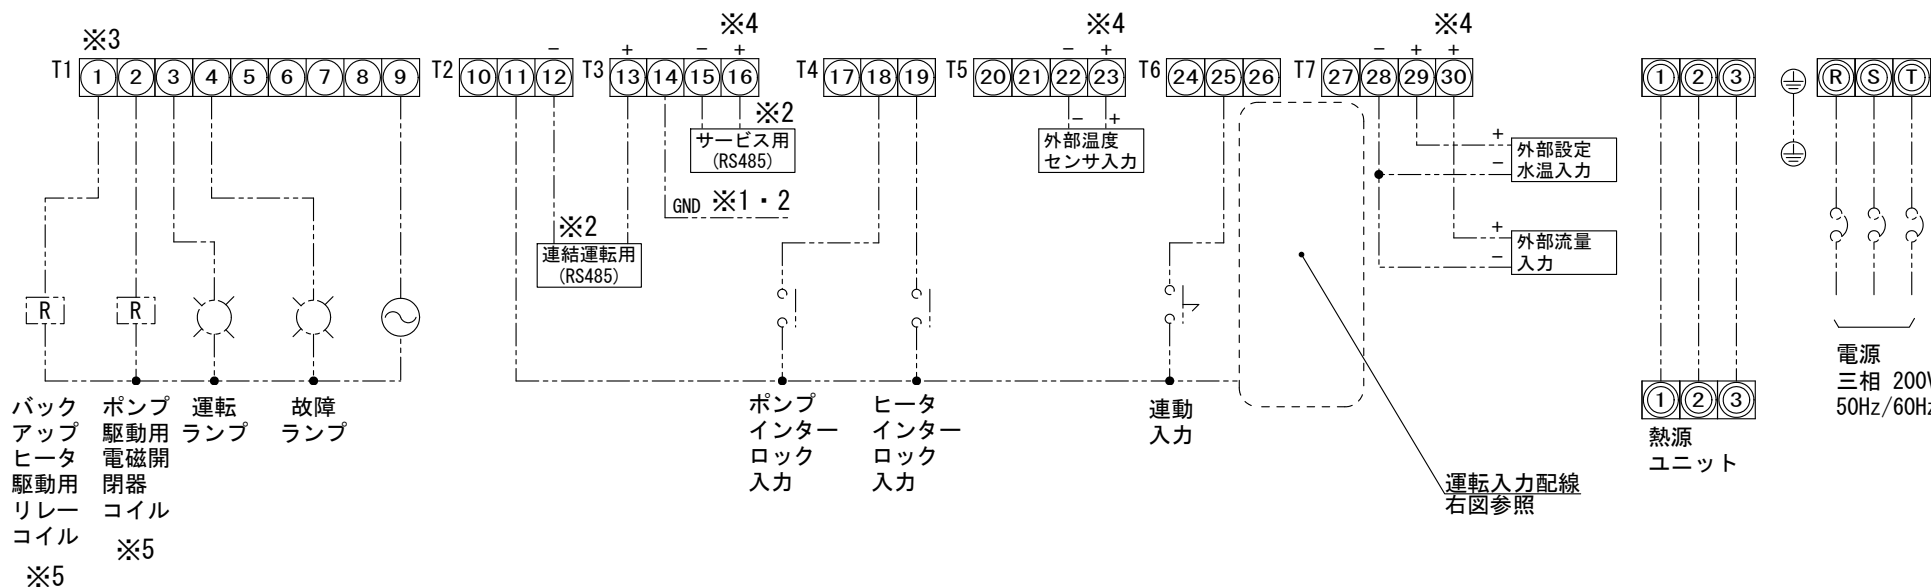 ※3
※4
※4
※4
− + − +
− +
− + +
T1 1 2 3 4 5 6 7 8 9
T2 10 11 12
T3 13 14 15 16
T4 17 18 19
T5 20 21 22 23
T6 24 25 26
T7 27 28 29 30
1 2 3
R S T
※2
サービス用
(RS485)
− +
外部温度
センサ入力
+
−
外部設定
水温入力
GND ※1・2
※2
連結運転用
(RS485)
+
−
外部流量
入力
R
R
バック
アップ
ヒータ
駆動用
リレー
コイル
※5
ポンプ
駆動用
電磁開
閉器
コイル
※5
運転
ランプ
故障
ランプ
ポンプ
インター
ロック
入力
ヒータ
インター
ロック
入力
連動
入力
運転入力配線
右図参照
1 2 3
熱源
ユニット
電源
三相 200V
50Hz/60Hz